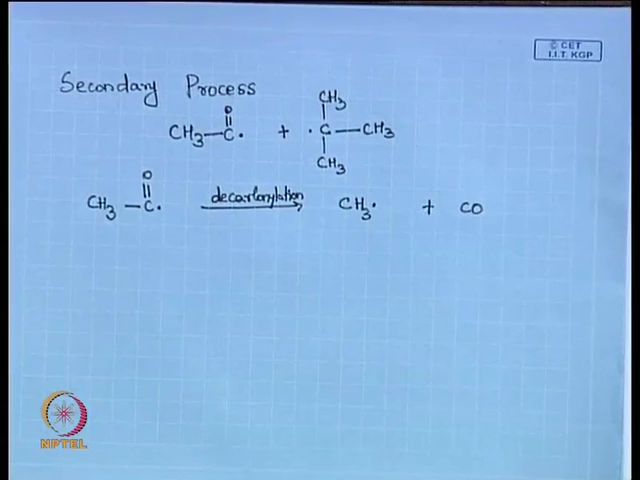 © CET
I.I.T. KGP
Secondary Process
O
CH3—C· + ·C—CH3
CH3
CH3
O
CH3—C· decarbonylation CH3· + CO
NPTEL